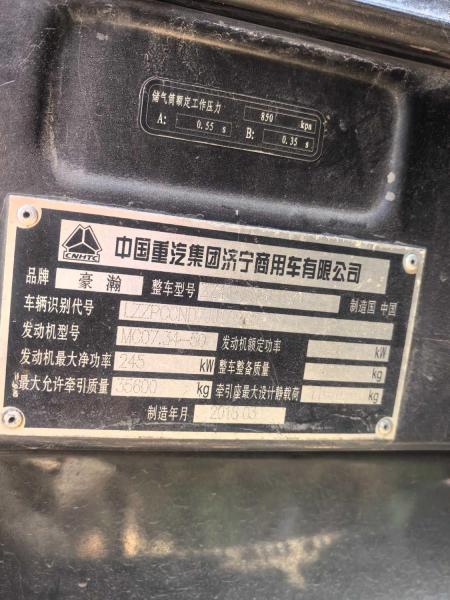 储气筒额定工作压力 850 kpa
A: 0.55 s B: 0.35 s
CNHTC
中国重汽集团济宁商用车有限公司
品牌 豪瀚 整车型号 制造国 中国
车辆识别代号
发动机型号 MC07.34-50 发动机额定功率 kW
发动机最大净功率 245 kW 整车整备质量 kg
最大允许牵引质量 35600 kg 牵引座最大设计静载荷 kg
制造年月